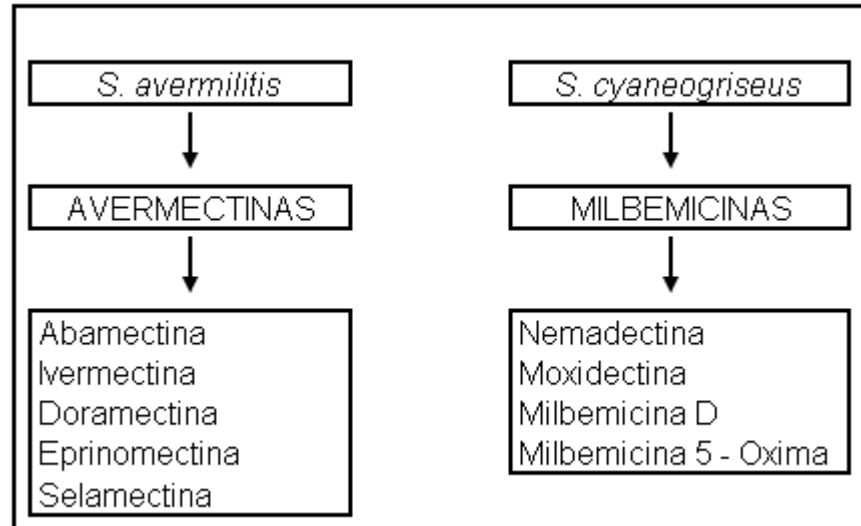 S. avermilitis
AVERMECTINAS
Abamectina
Ivermectina
Doramectina
Eprinomectina
Selamectina
S. cyaneogriseus
MILBEMICINAS
Nemadectina
Moxidectina
Milbemicina D
Milbemicina 5 - Oxima